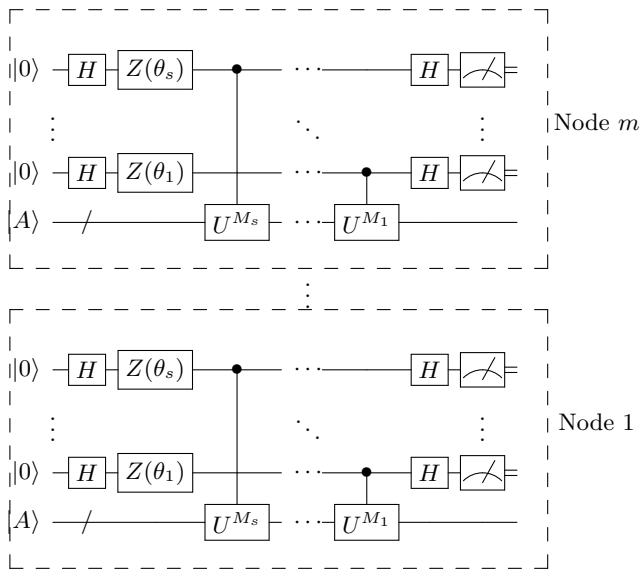 |0⟩ H Z(θ_s) ⋯ H
⋮ ⋱ ⋮ Node m
|0⟩ H Z(θ_1) ⋯ H
|A⟩ U^{M_s} ⋯ U^{M_1}
⋮
|0⟩ H Z(θ_s) ⋯ H
⋮ ⋱ ⋮ Node 1
|0⟩ H Z(θ_1) ⋯ H
|A⟩ U^{M_s} ⋯ U^{M_1}